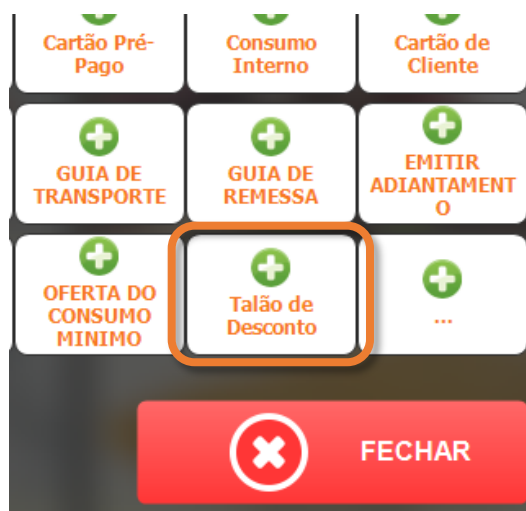 Cartão Pré-
Pago
Consumo
Interno
Cartão de
Cliente
GUIA DE
TRANSPORTE
GUIA DE
REMESSA
EMITIR
ADIANTAMENT
O
OFERTA DO
CONSUMO
MINIMO
Talão de
Desconto
...
FECHAR